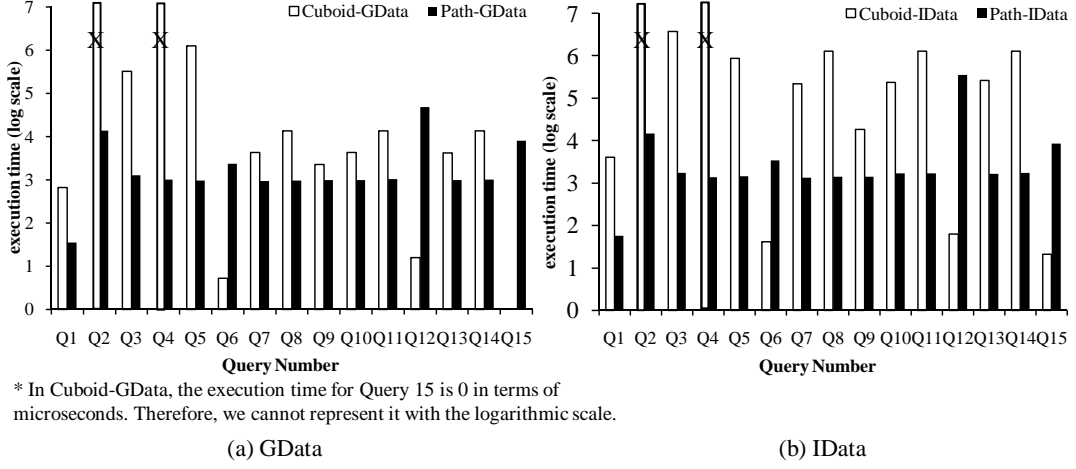 Cuboid-GData Path-GData
7
6
5
4
3
2
1
0
execution time (log scale)
X X
Q1 Q2 Q3 Q4 Q5 Q6 Q7 Q8 Q9 Q10 Q11 Q12 Q13 Q14 Q15
Query Number
* In Cuboid-GData, the execution time for Query 15 is 0 in terms of
microseconds. Therefore, we cannot represent it with the logarithmic scale.
(a) GData
Cuboid-IData Path-IData
7
6
5
4
3
2
1
0
execution time (log scale)
X X
Q1 Q2 Q3 Q4 Q5 Q6 Q7 Q8 Q9 Q10 Q11 Q12 Q13 Q14 Q15
Query Number
(b) IData